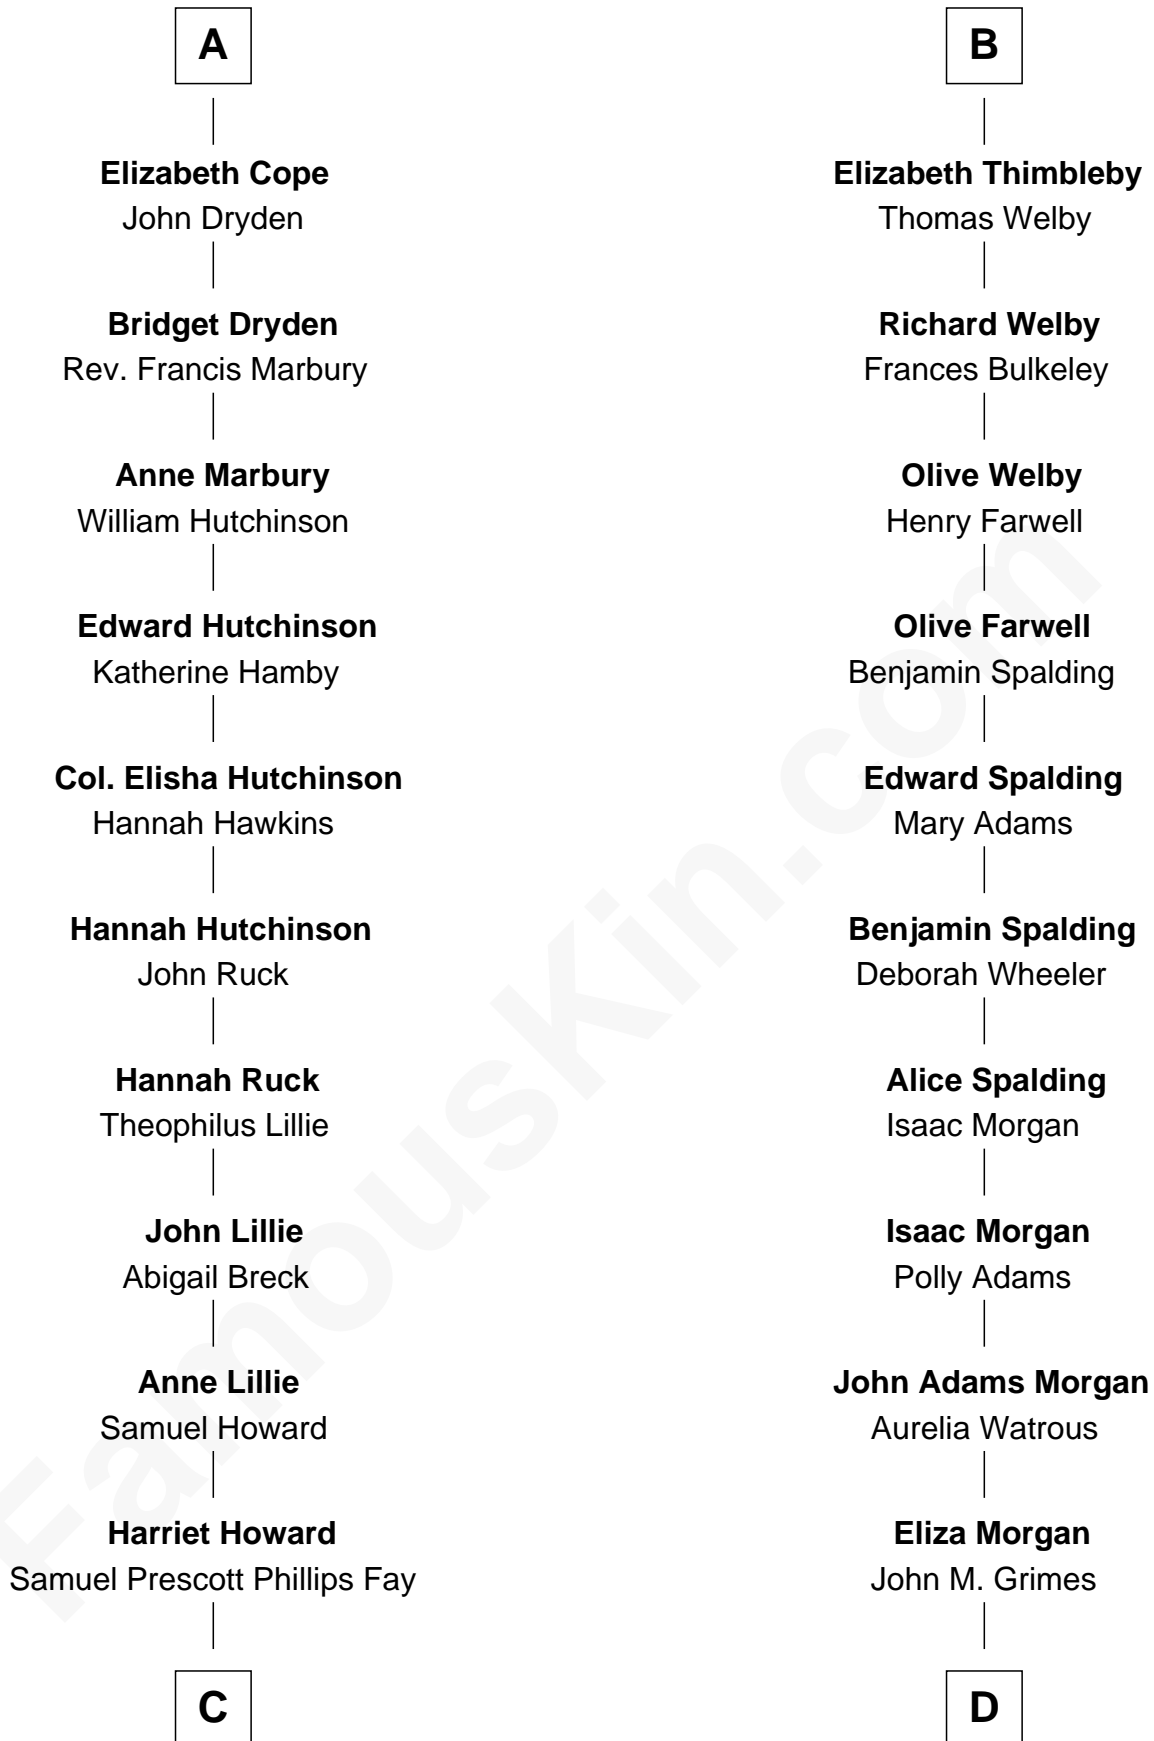 A
Elizabeth Cope
John Dryden
Bridget Dryden
Rev. Francis Marbury
Anne Marbury
William Hutchinson
Edward Hutchinson
Katherine Hamby
Col. Elisha Hutchinson
Hannah Hawkins
Hannah Hutchinson
John Ruck
Hannah Ruck
Theophilus Lillie
John Lillie
Abigail Breck
Anne Lillie
Samuel Howard
Harriet Howard
Samuel Prescott Phillips Fay
C
B
Elizabeth Thimbleby
Thomas Welby
Richard Welby
Frances Bulkeley
Olive Welby
Henry Farwell
Olive Farwell
Benjamin Spalding
Edward Spalding
Mary Adams
Benjamin Spalding
Deborah Wheeler
Alice Spalding
Isaac Morgan
Isaac Morgan
Polly Adams
John Adams Morgan
Aurelia Watrous
Eliza Morgan
John M. Grimes
D
FamousKin.com